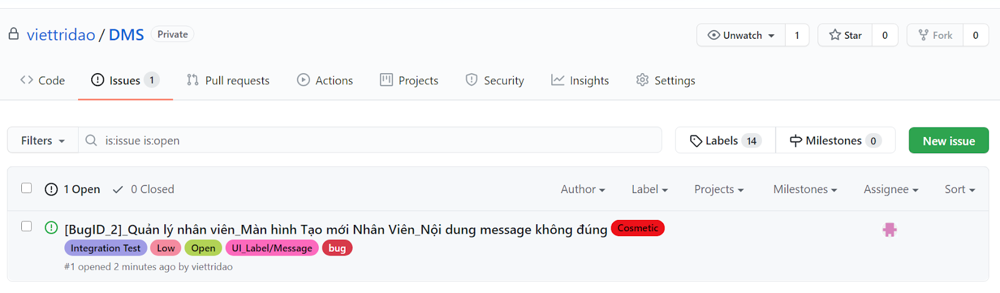 viettridao / DMS Private Unwatch 1 Star 0 Fork 0
Code Issues 1 Pull requests Actions Projects Security Insights Settings
Filters is:issue is:open Labels 14 Milestones 0 New issue
1 Open 0 Closed Author Label Projects Milestones Assignee Sort
[BugID_2]_Quản lý nhân viên_Màn hình Tạo mới Nhân Viên_Nội dung message không đúng Cosmetic
Integration Test Low Open UI_Label/Message bug
#1 opened 2 minutes ago by viettridao